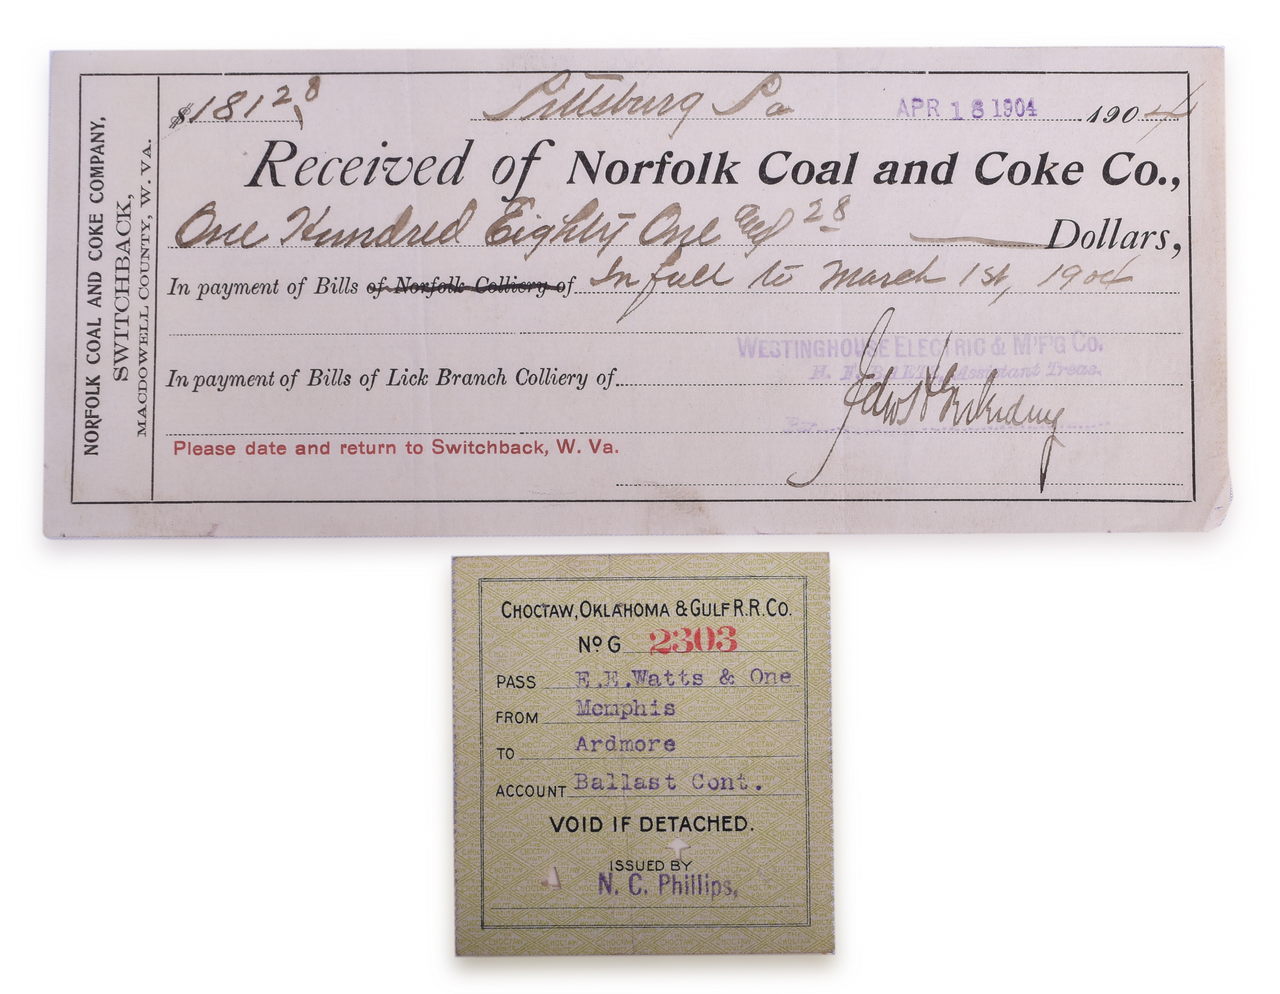 NORFOLK COAL AND COKE COMPANY,
SWITCHBACK,
MACDOWELL COUNTY, W. VA.
$181 28 Pittsburg Pa APR 18 1904 1904
Received of Norfolk Coal and Coke Co.,
One Hundred Eighty One and 28 Dollars,
In payment of Bills of Norfolk Colliery of In full to March 1st, 1904
WESTINGHOUSE ELECTRIC & M'F'G CO.
Assistant Treas.
In payment of Bills of Lick Branch Colliery of
Please date and return to Switchback, W. Va.
CHOCTAW, OKLAHOMA & GULF R.R. CO.
No G 2303
PASS E.E.Watts & One
FROM Memphis
TO Ardmore
ACCOUNT Ballast Cont.
VOID IF DETACHED.
ISSUED BY
N. C. Phillips,